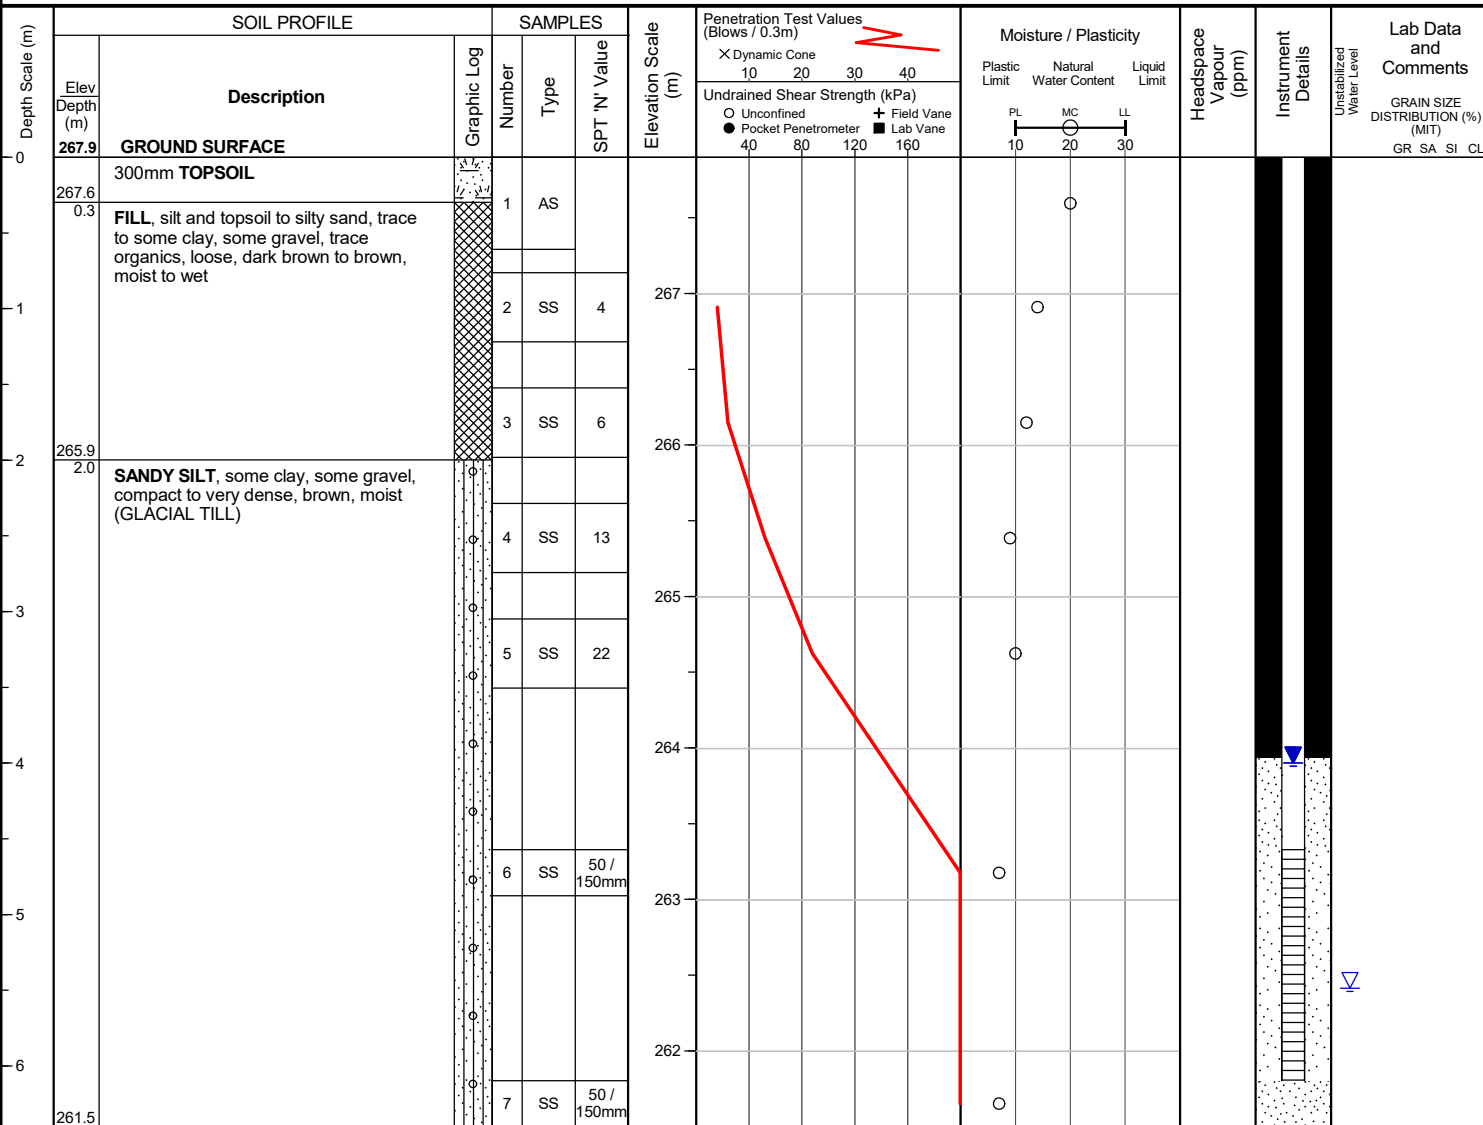 SOIL PROFILE
SAMPLES
Depth Scale (m)
Elev
Depth
(m)
267.9
Description
GROUND SURFACE
Graphic Log
Number
Type
SPT 'N' Value
Elevation Scale
(m)
Penetration Test Values
(Blows / 0.3m)
× Dynamic Cone
10 20 30 40
Undrained Shear Strength (kPa)
Unconfined
Field Vane
Pocket Penetrometer
Lab Vane
40 80 120 160
Moisture / Plasticity
Plastic
Limit
Natural
Water Content
Liquid
Limit
PL MC LL
10 20 30
Headspace
Vapour
(ppm)
Instrument
Details
Unstabilized
Water Level
Lab Data
and
Comments
GRAIN SIZE
DISTRIBUTION (%)
(MIT)
GR SA SI CL
0
300mm TOPSOIL
267.6
0.3
FILL, silt and topsoil to silty sand, trace
to some clay, some gravel, trace
organics, loose, dark brown to brown,
moist to wet
1 AS
267
1
2 SS 4
3 SS 6
266
265.9
2
2.0
SANDY SILT, some clay, some gravel,
compact to very dense, brown, moist
(GLACIAL TILL)
4 SS 13
265
3
5 SS 22
264
4
6 SS 50 /
150mm
263
5
262
6
7 SS 50 /
150mm
261.5